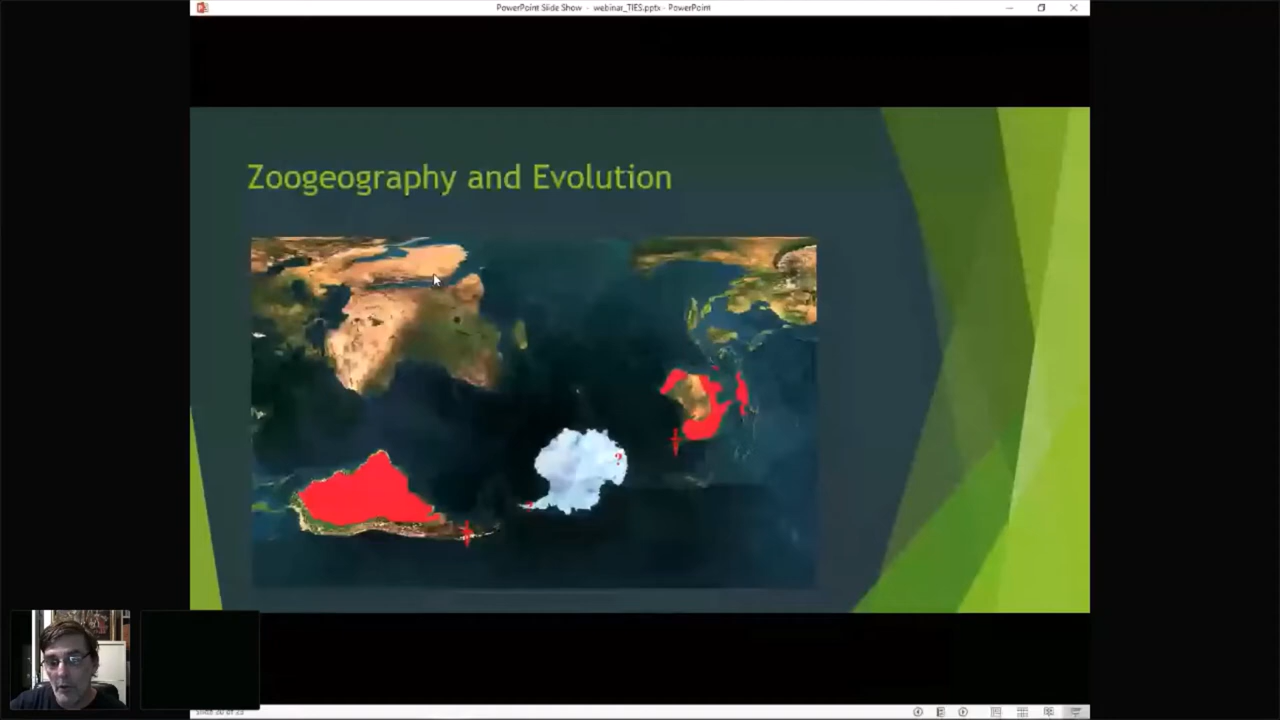 PowerPoint Slide Show - webinar_TIES.pptx - PowerPoint
Zoogeography and Evolution
?